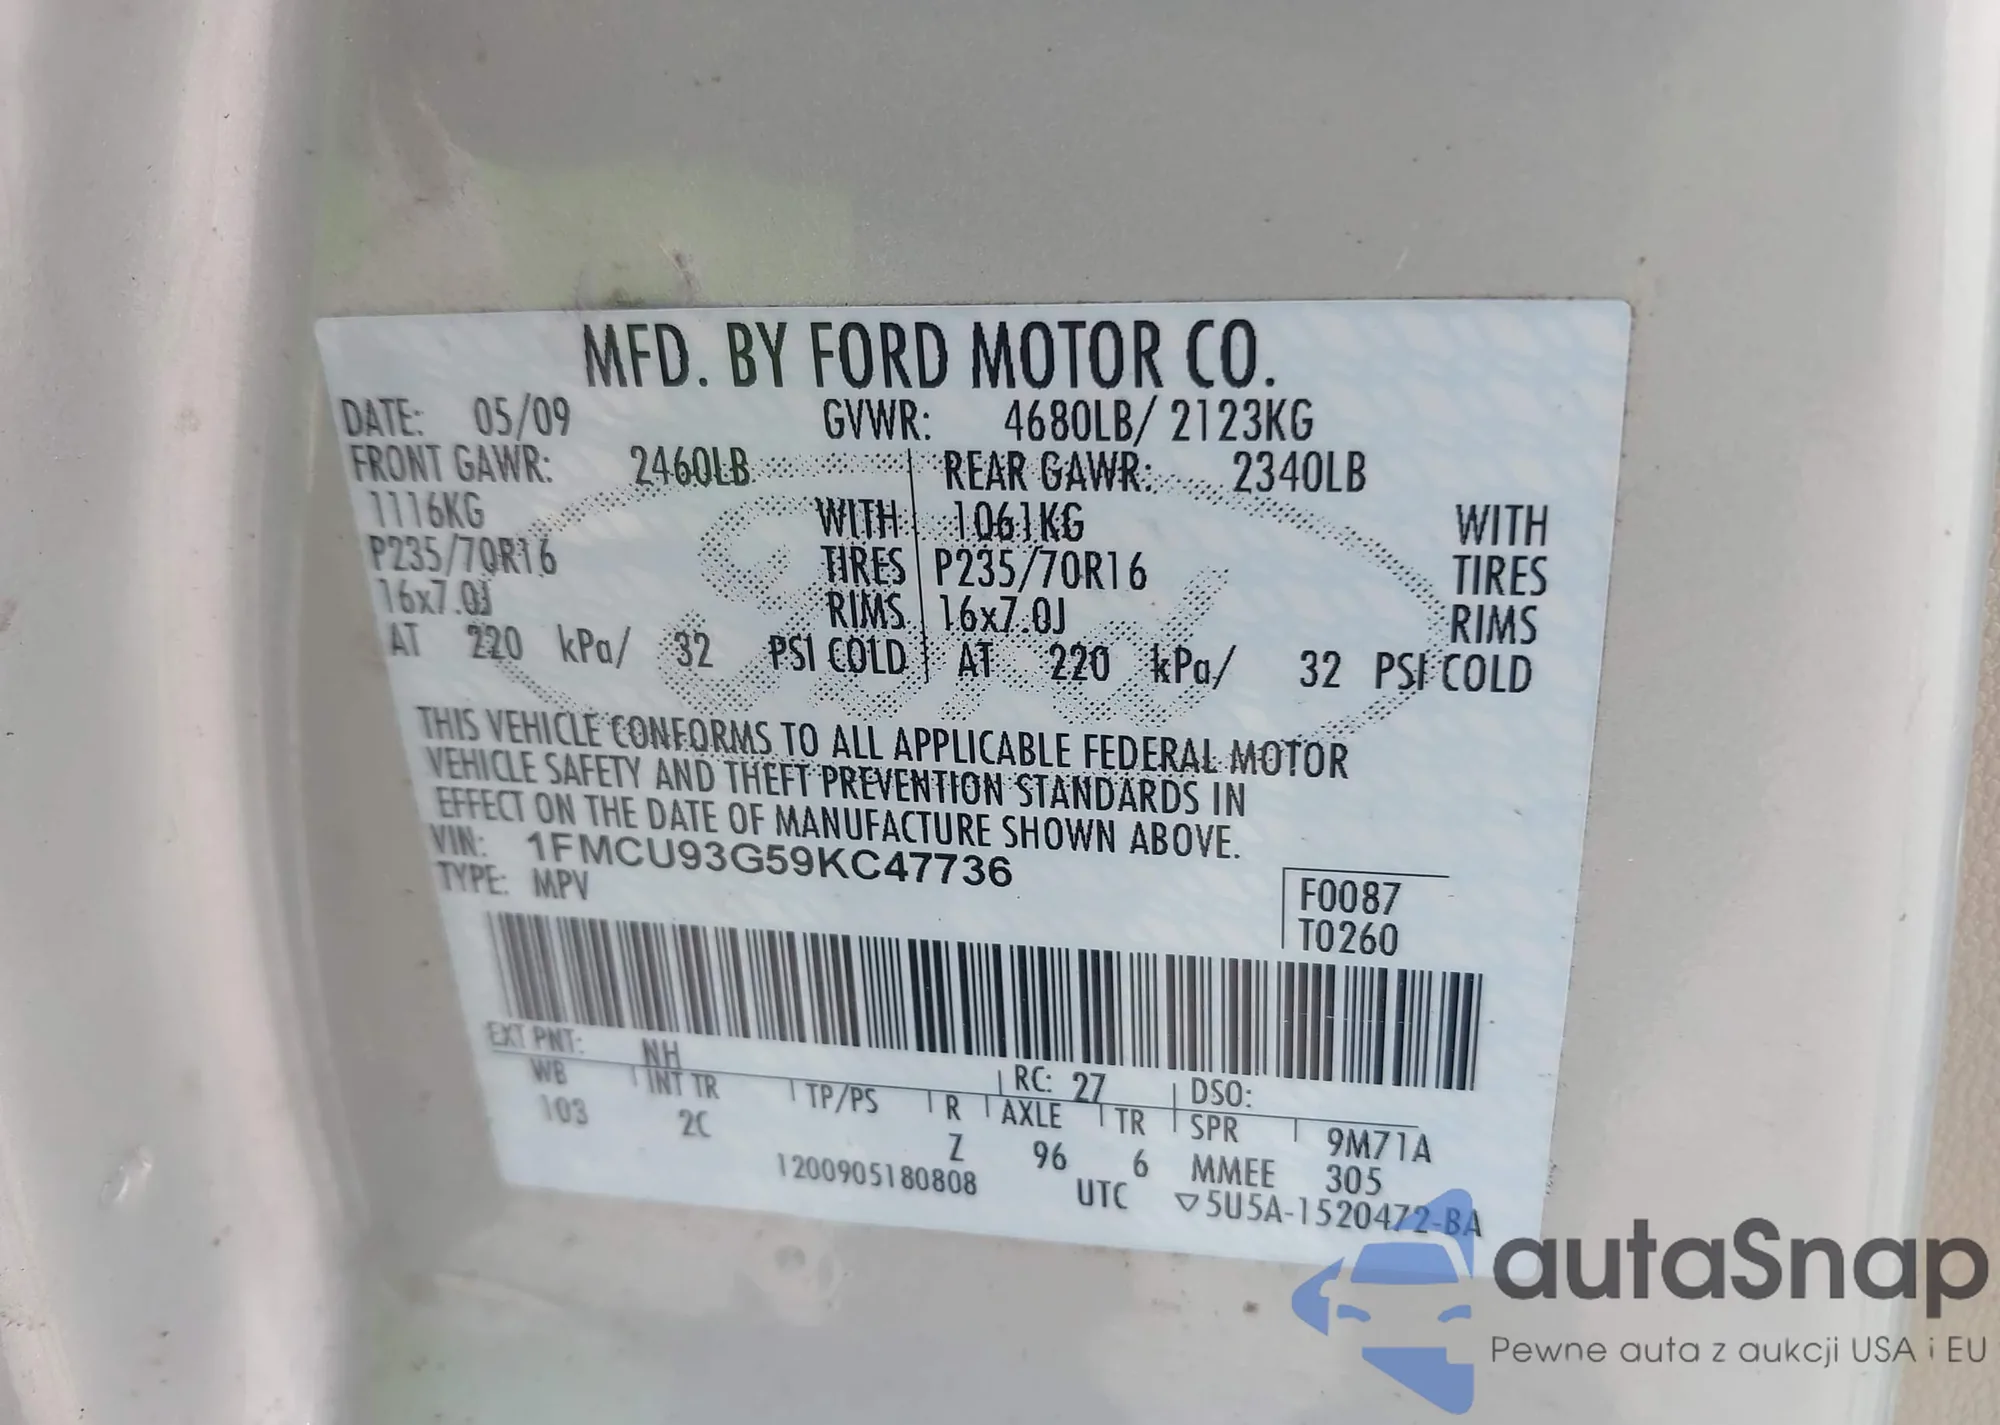 MFD. BY FORD MOTOR CO.
DATE: 05/09 GVWR: 4680LB/ 2123KG
FRONT GAWR: 2460LB REAR GAWR: 2340LB
1116KG WITH 1061KG WITH
P235/70R16 TIRES P235/70R16 TIRES
16x7.0J RIMS 16x7.0J RIMS
AT 220 kPa/ 32 PSI COLD AT 220 kPa/ 32 PSI COLD
THIS VEHICLE CONFORMS TO ALL APPLICABLE FEDERAL MOTOR
VEHICLE SAFETY AND THEFT PREVENTION STANDARDS IN
EFFECT ON THE DATE OF MANUFACTURE SHOWN ABOVE.
VIN: 1FMCU93G59KC47736
TYPE: MPV
F0087
T0260
EXT PNT: NH RC: 27 DSO:
WB INT TR TP/PS R AXLE TR SPR 9M71A
103 2C Z 96 6 MMEE 305
1200905180808 UTC ▽5U5A-1520472-BA
autaSnap
Pewne auta z aukcji USA i EU